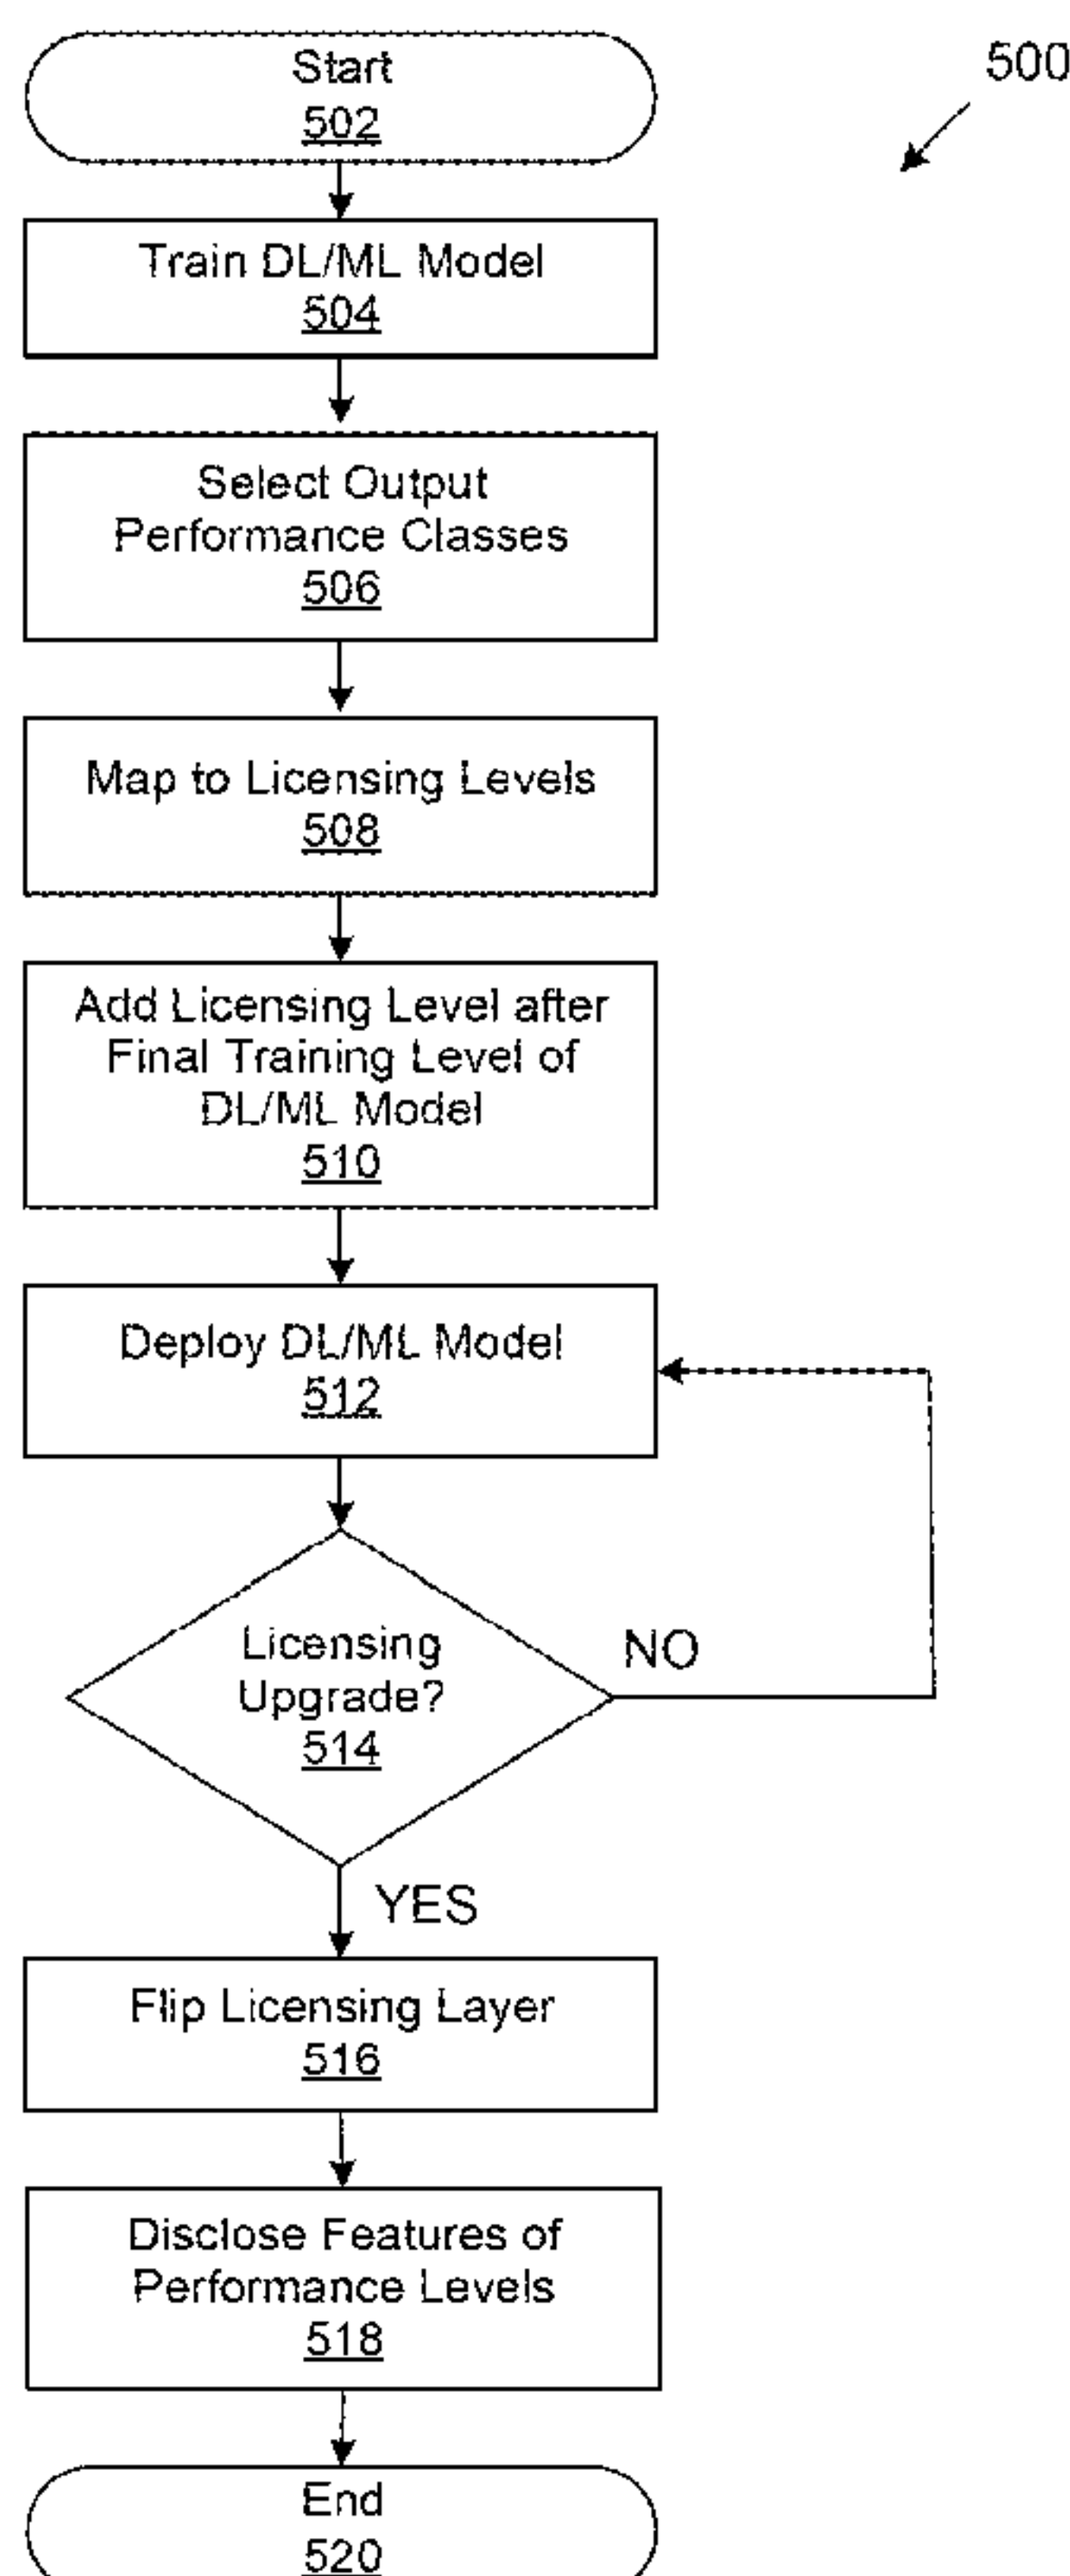 Start
502
500
Train DL/ML Model
504
Select Output
Performance Classes
506
Map to Licensing Levels
508
Add Licensing Level after
Final Training Level of
DL/ML Model
510
Deploy DL/ML Model
512
Licensing
Upgrade?
514
NO
YES
Flip Licensing Layer
516
Disclose Features of
Performance Levels
518
End
520